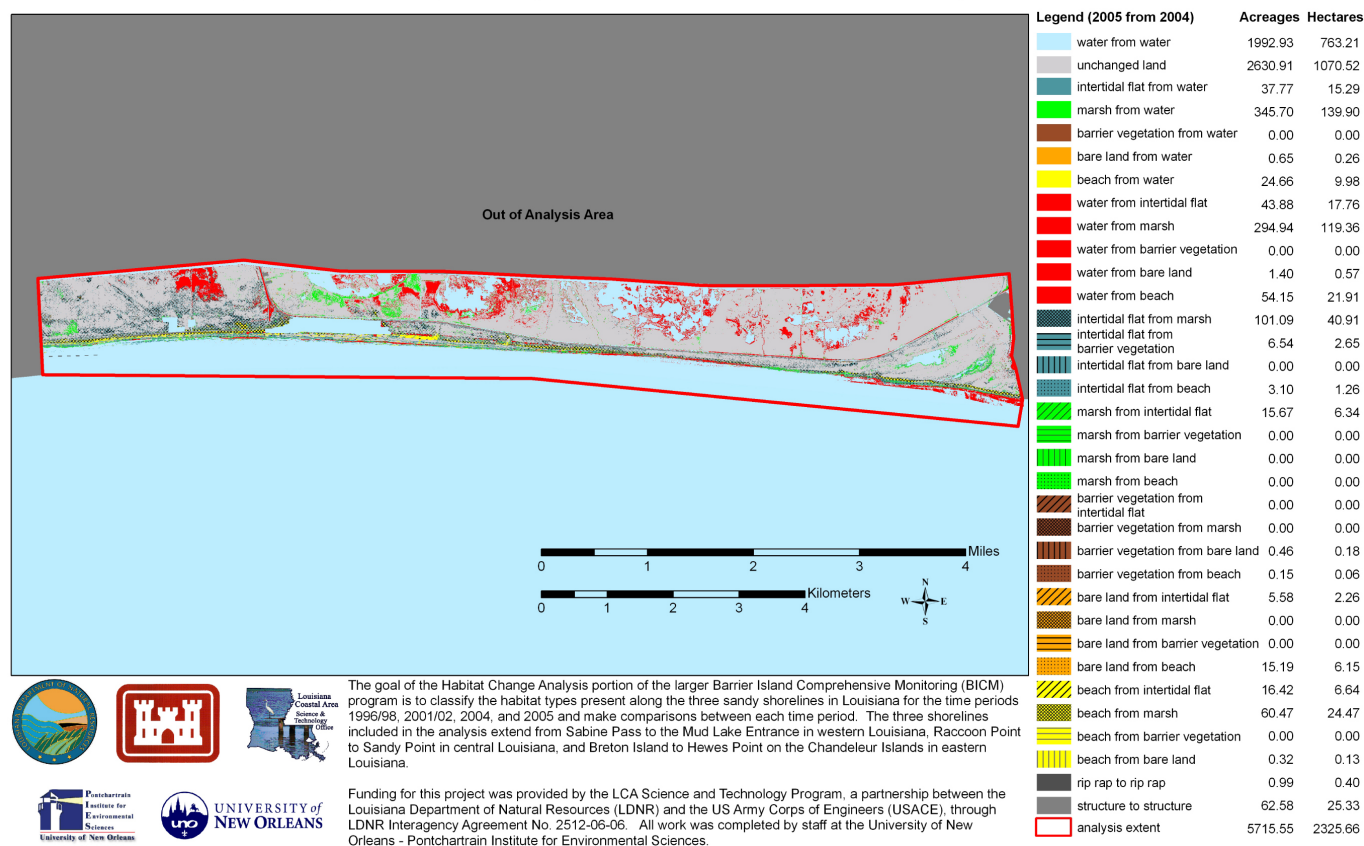 Legend (2005 from 2004) Acreages Hectares
water from water 1992.93 763.21
unchanged land 2630.91 1070.52
intertidal flat from water 37.77 15.29
marsh from water 345.70 139.90
barrier vegetation from water 0.00 0.00
bare land from water 0.65 0.26
beach from water 24.66 9.98
water from intertidal flat 43.88 17.76
water from marsh 294.94 119.36
water from barrier vegetation 0.00 0.00
water from bare land 1.40 0.57
water from beach 54.15 21.91
intertidal flat from marsh 101.09 40.91
intertidal flat from
barrier vegetation 6.54 2.65
intertidal flat from bare land 0.00 0.00
intertidal flat from beach 3.10 1.26
marsh from intertidal flat 15.67 6.34
marsh from barrier vegetation 0.00 0.00
marsh from bare land 0.00 0.00
marsh from beach 0.00 0.00
barrier vegetation from
intertidal flat 0.00 0.00
barrier vegetation from marsh 0.00 0.00
barrier vegetation from bare land 0.46 0.18
barrier vegetation from beach 0.15 0.06
bare land from intertidal flat 5.58 2.26
bare land from marsh 0.00 0.00
bare land from barrier vegetation 0.00 0.00
bare land from beach 15.19 6.15
beach from intertidal flat 16.42 6.64
beach from marsh 60.47 24.47
beach from barrier vegetation 0.00 0.00
beach from bare land 0.32 0.13
rip rap to rip rap 0.99 0.40
structure to structure 62.58 25.33
analysis extent 5715.55 2325.66
Out of Analysis Area
Miles
0 1 2 3 4
Kilometers
0 1 2 3 4
N
W E
S
LOUISIANA DEPARTMENT OF NATURAL RESOURCES
Louisiana
Coastal Area
Science &
Technology
Office
The goal of the Habitat Change Analysis portion of the larger Barrier Island Comprehensive Monitoring (BICM)
program is to classify the habitat types present along the three sandy shorelines in Louisiana for the time periods
1996/98, 2001/02, 2004, and 2005 and make comparisons between each time period. The three shorelines
included in the analysis extend from Sabine Pass to the Mud Lake Entrance in western Louisiana, Raccoon Point
to Sandy Point in central Louisiana, and Breton Island to Hewes Point on the Chandeleur Islands in eastern
Louisiana.
Pontchartrain
Institute for
Environmental
Sciences
University of New Orleans
uno
UNIVERSITY of
NEW ORLEANS
Funding for this project was provided by the LCA Science and Technology Program, a partnership between the
Louisiana Department of Natural Resources (LDNR) and the US Army Corps of Engineers (USACE), through
LDNR Interagency Agreement No. 2512-06-06. All work was completed by staff at the University of New
Orleans - Pontchartrain Institute for Environmental Sciences.